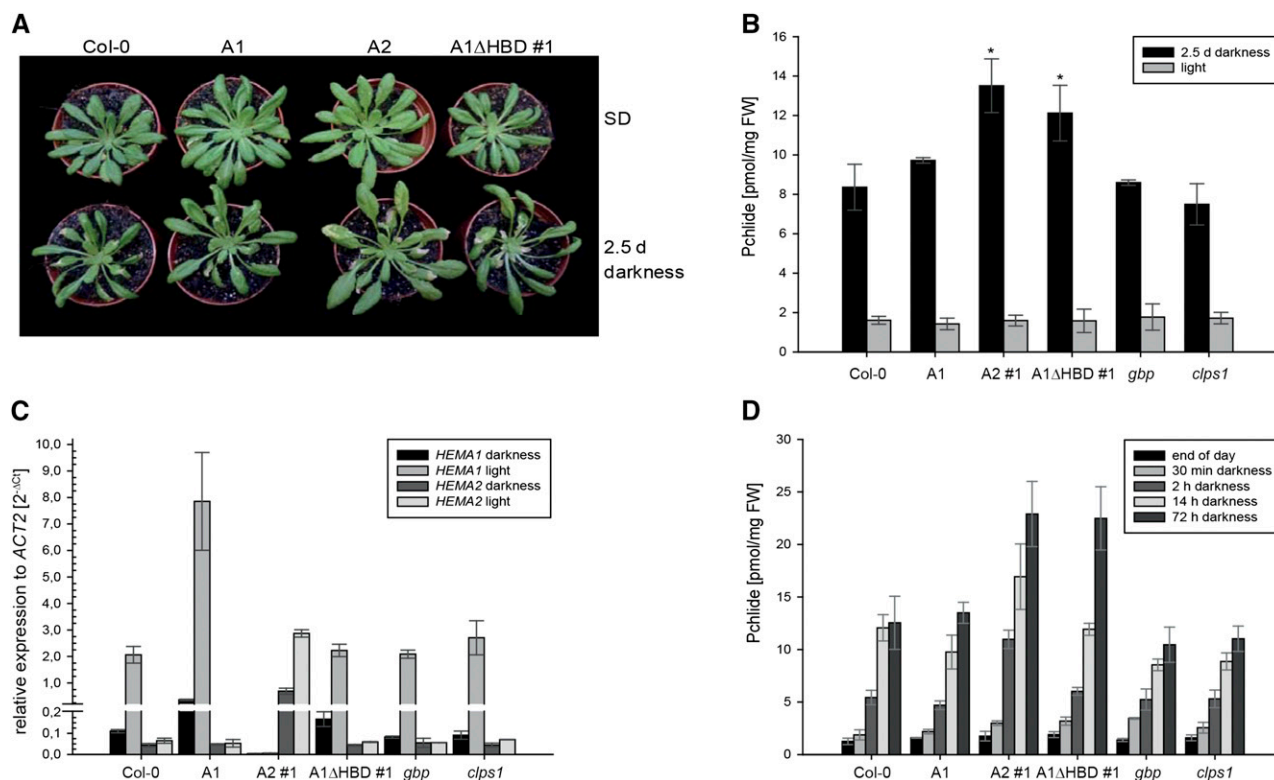 A
Col-0 A1 A2 A1ΔHBD #1
SD
2.5 d
darkness
B
Pchlide [pmol/mg FW]
16
14
12
10
8
6
4
2
0
* *
2.5 d darkness
light
Col-0 A1 A2 #1 A1ΔHBD #1 gbp clps1
C
relative expression to ACT2 [2^-ΔCt]
10,0
9,0
8,0
7,0
6,0
5,0
4,0
3,0
2,0
1,0
0,2
0,1
0,0
HEMA1 darkness
HEMA1 light
HEMA2 darkness
HEMA2 light
Col-0 A1 A2 #1 A1ΔHBD #1 gbp clps1
D
Pchlide [pmol/mg FW]
30
25
20
15
10
5
0
end of day
30 min darkness
2 h darkness
14 h darkness
72 h darkness
Col-0 A1 A2 #1 A1ΔHBD #1 gbp clps1